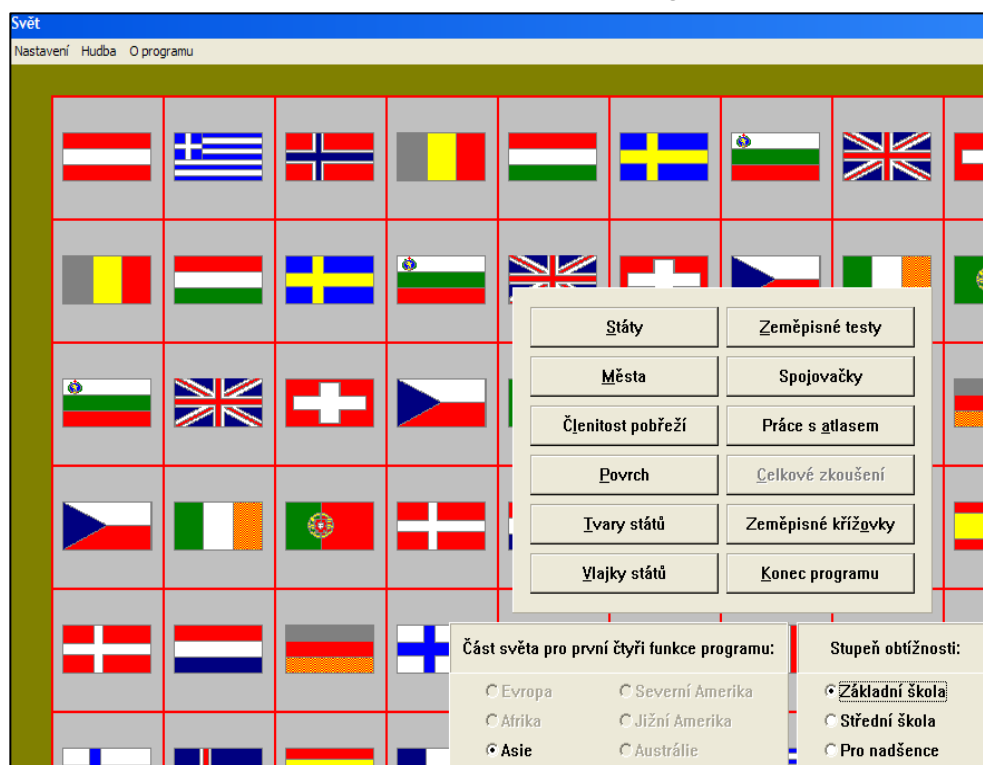 Svět
Nastavení Hudba O programu
Státy Zeměpisné testy
Města Spojovačky
Členitost pobřeží Práce s atlasem
Povrch Celkové zkoušení
Tvary států Zeměpisné křížovky
Vlajky států Konec programu
Část světa pro první čtyři funkce programu: Stupeň obtížnosti:
Evropa Severní Amerika Základní škola
Afrika Jižní Amerika Střední škola
Asie Austrálie Pro nadšence